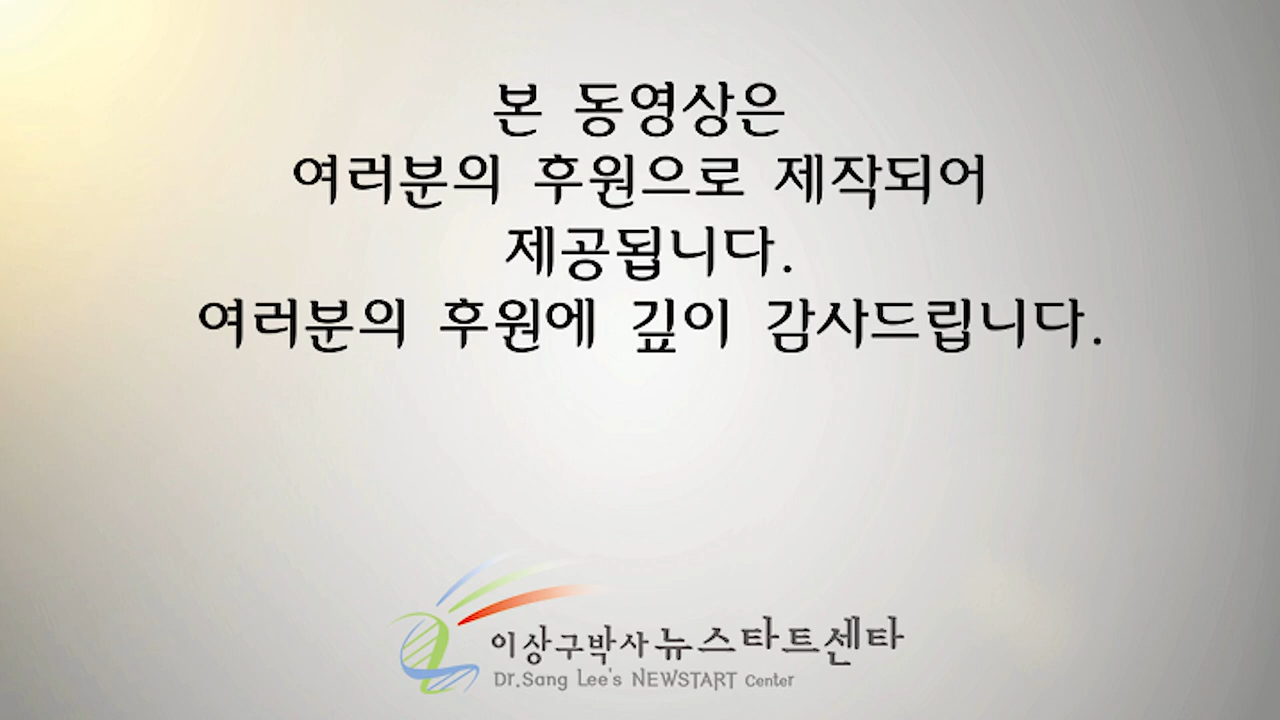 본 동영상은
여러분의 후원으로 제작되어
제공됩니다.
여러분의 후원에 깊이 감사드립니다.
이상구박사뉴스타트센타
Dr.Sang Lee's NEWSTART Center